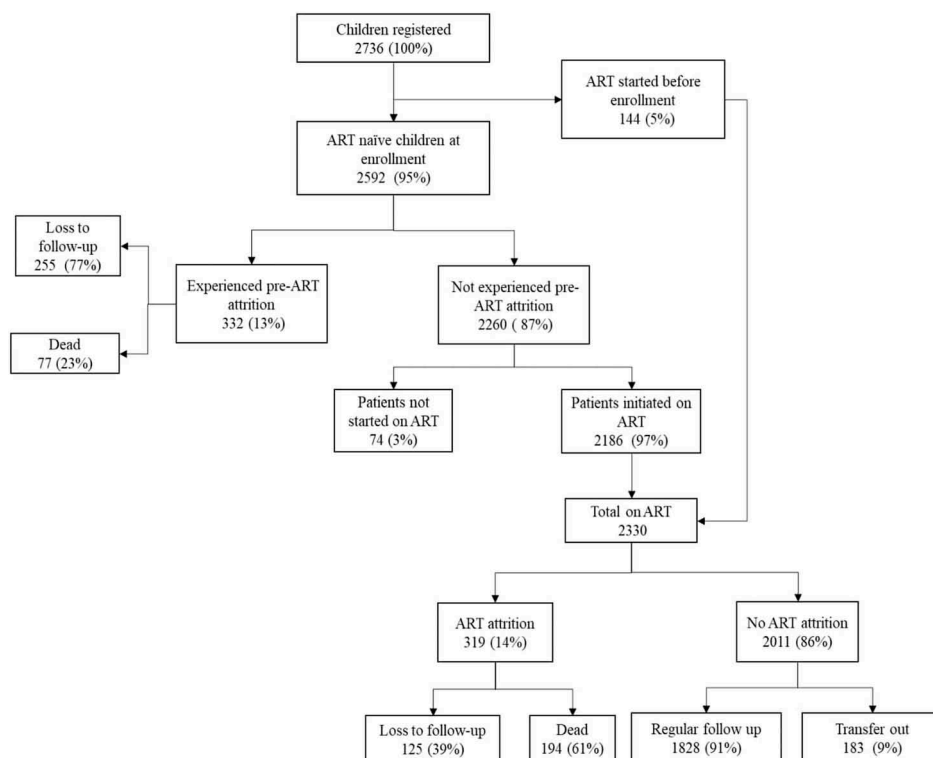 Children registered
2736 (100%)
ART started before
enrollment
144 (5%)
ART naïve children at
enrollment
2592 (95%)
Loss to
follow-up
255 (77%)
Experienced pre-ART
attrition
332 (13%)
Not experienced pre-
ART attrition
2260 ( 87%)
Dead
77 (23%)
Patients not
started on ART
74 (3%)
Patients initiated on
ART
2186 (97%)
Total on ART
2330
ART attrition
319 (14%)
No ART attrition
2011 (86%)
Loss to follow-up
125 (39%)
Dead
194 (61%)
Regular follow up
1828 (91%)
Transfer out
183 (9%)